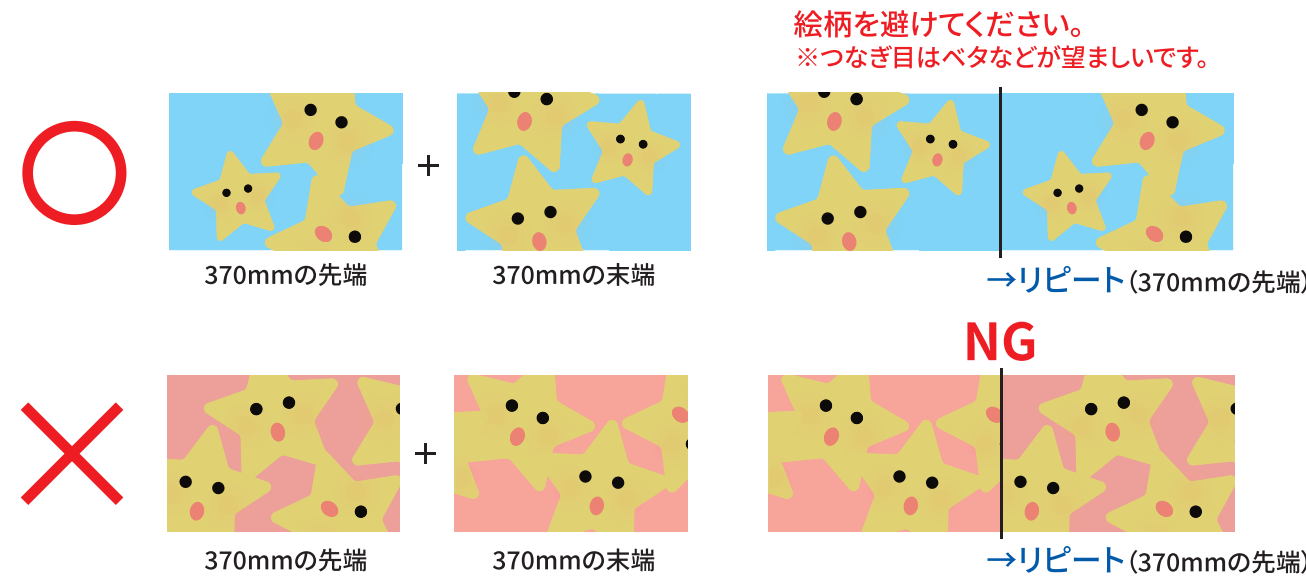 絵柄を避けてください。
※つなぎ目はベタなどが望ましいです。
370mmの先端
+
370mmの末端
→リピート(370mmの先端)
NG
370mmの先端
+
370mmの末端
→リピート(370mmの先端)